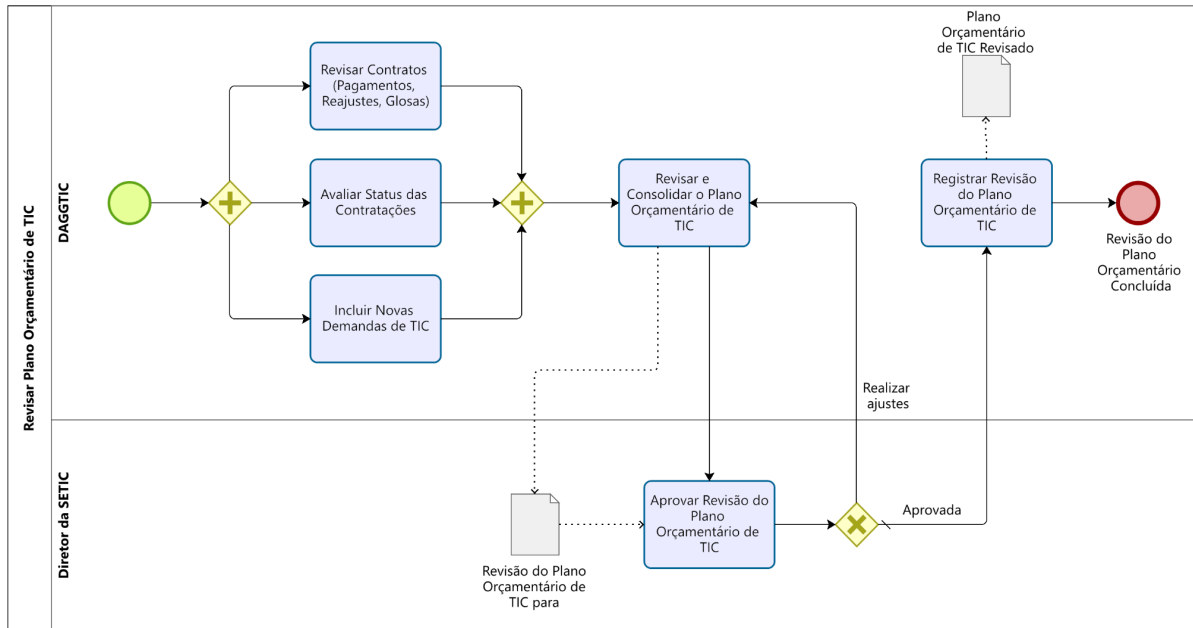 Revisar Plano Orçamentário de TIC
DAGGTIC
Revisar Contratos
(Pagamentos,
Reajustes, Glosas)
Avaliar Status das
Contratações
Incluir Novas
Demandas de TIC
Revisar e
Consolidar o Plano
Orçamentário de
TIC
Plano
Orçamentário
de TIC Revisado
Registrar Revisão
do Plano
Orçamentário de
TIC
Revisão do
Plano
Orçamentário
Concluída
Realizar
ajustes
Diretor da SETIC
Revisão do Plano
Orçamentário de
TIC para
Aprovar Revisão do
Plano
Orçamentário de
TIC
Aprovada